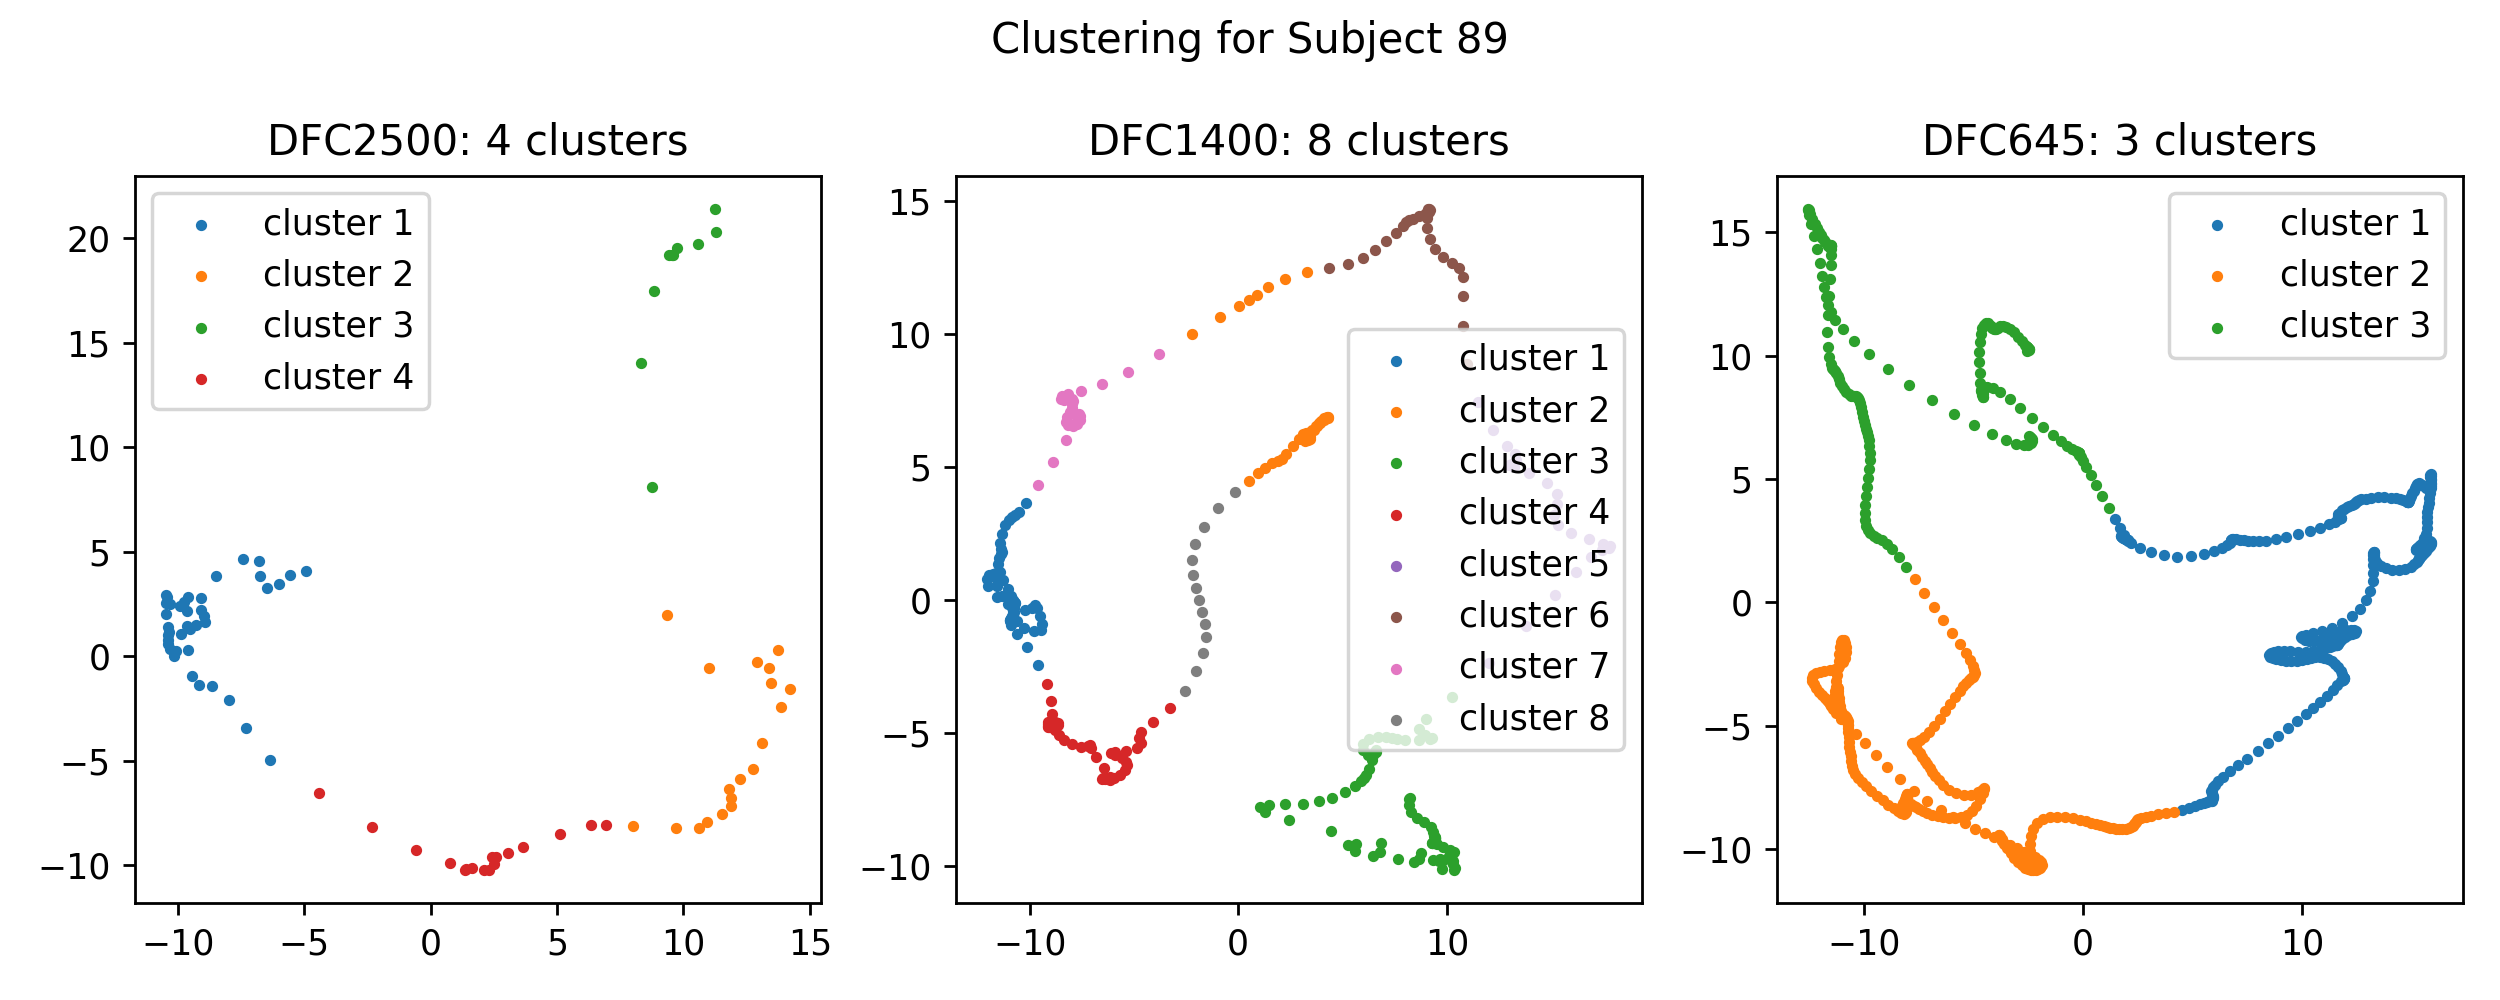 Clustering for Subject 89
DFC2500: 4 clusters
20
15
10
5
0
−5
−10
−10 −5 0 5 10 15
cluster 1
cluster 2
cluster 3
cluster 4
DFC1400: 8 clusters
15
10
5
0
−5
−10
−10 0 10
cluster 1
cluster 2
cluster 3
cluster 4
cluster 5
cluster 6
cluster 7
cluster 8
DFC645: 3 clusters
15
10
5
0
−5
−10
−10 0 10
cluster 1
cluster 2
cluster 3